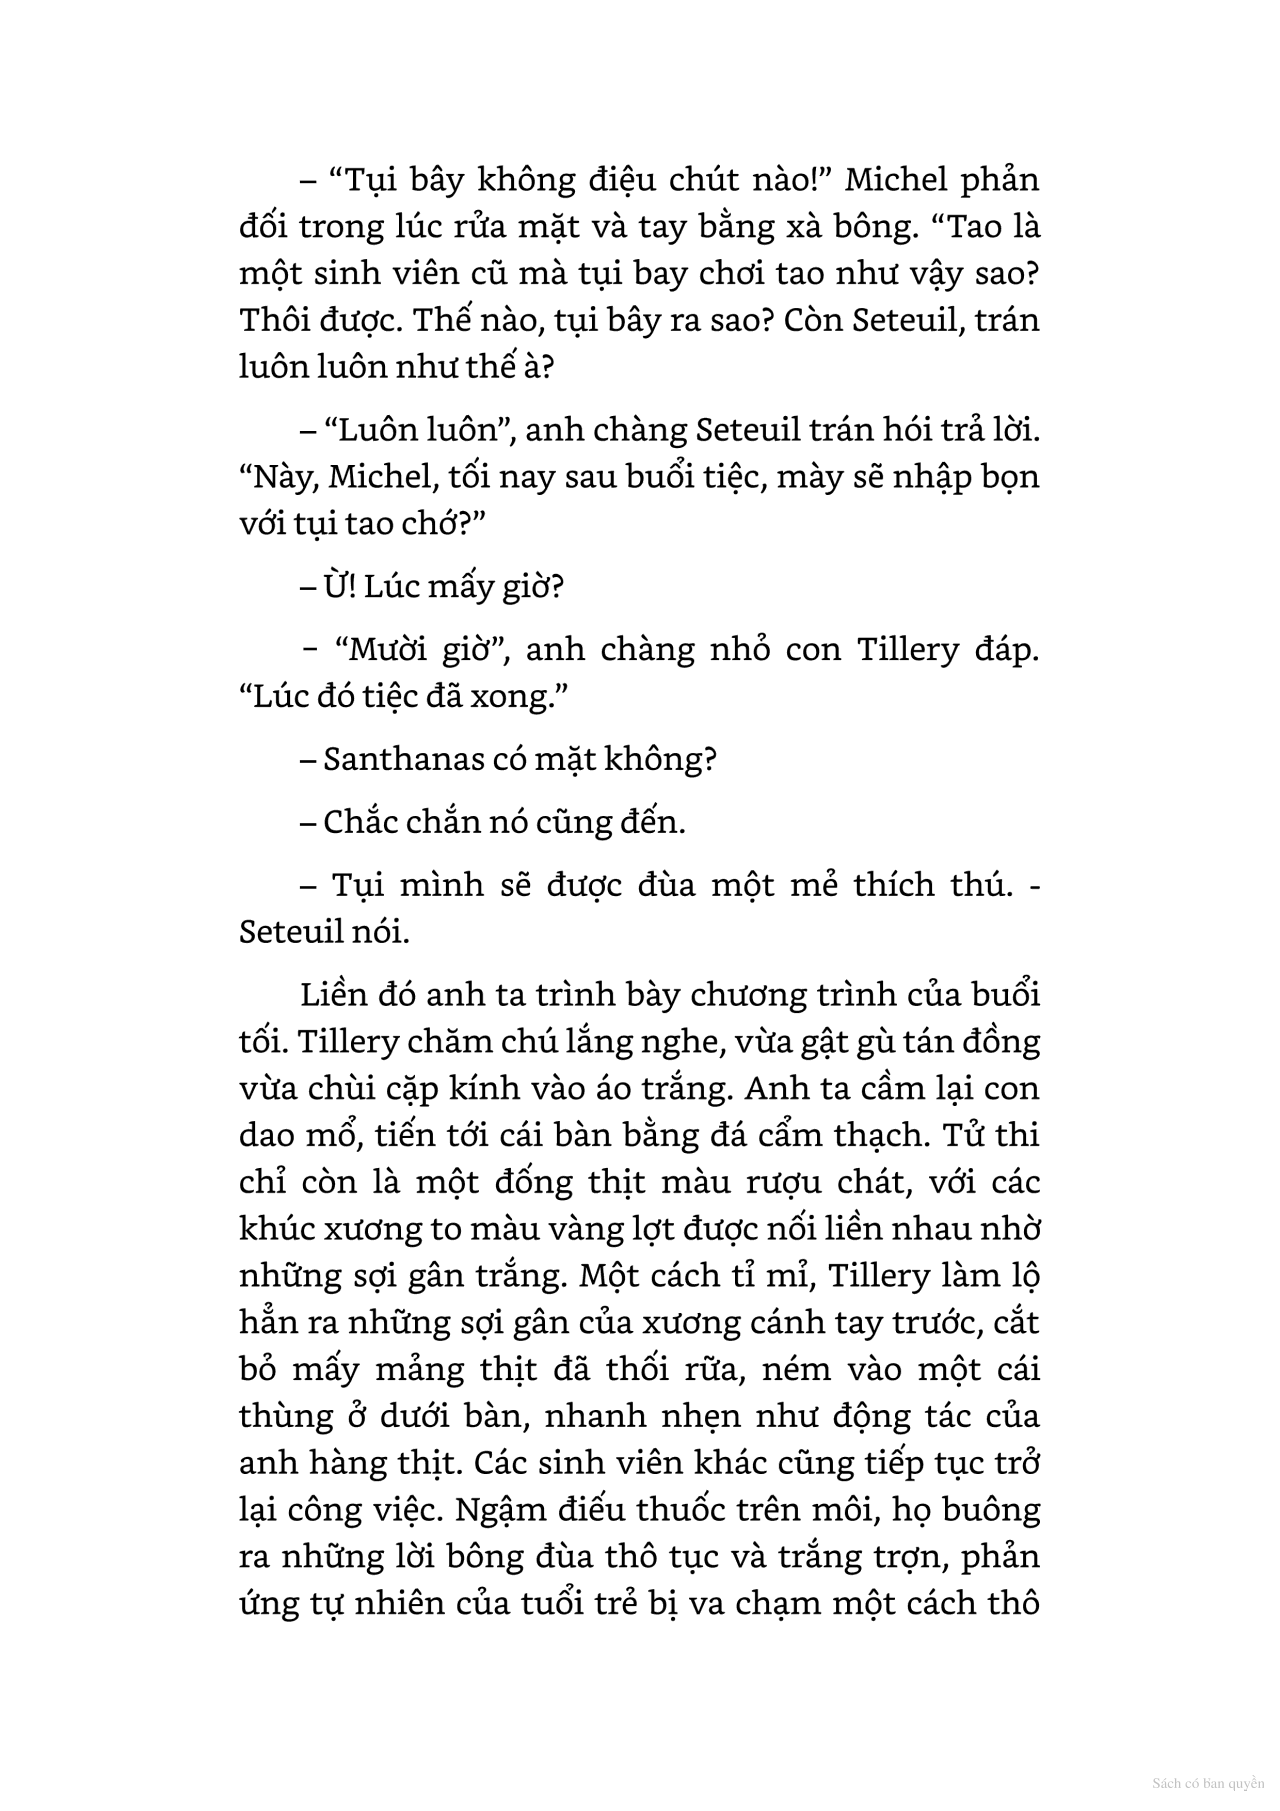 – “Tụi bây không điệu chút nào!” Michel phản
đối trong lúc rửa mặt và tay bằng xà bông. “Tao là
một sinh viên cũ mà tụi bay chơi tao như vậy sao?
Thôi được. Thế nào, tụi bây ra sao? Còn Seteuil, trán
luôn luôn như thế à?
– “Luôn luôn”, anh chàng Seteuil trán hói trả lời.
“Này, Michel, tối nay sau buổi tiệc, mày sẽ nhập bọn
với tụi tao chớ?”
– Ừ! Lúc mấy giờ?
− “Mười giờ”, anh chàng nhỏ con Tillery đáp.
“Lúc đó tiệc đã xong.”
– Santhanas có mặt không?
– Chắc chắn nó cũng đến.
– Tụi mình sẽ được đùa một mẻ thích thú. -
Seteuil nói.
Liền đó anh ta trình bày chương trình của buổi
tối. Tillery chăm chú lắng nghe, vừa gật gù tán đồng
vừa chùi cặp kính vào áo trắng. Anh ta cầm lại con
dao mổ, tiến tới cái bàn bằng đá cẩm thạch. Tử thi
chỉ còn là một đống thịt màu rượu chát, với các
khúc xương to màu vàng lợt được nối liền nhau nhờ
những sợi gân trắng. Một cách tỉ mỉ, Tillery làm lộ
hẳn ra những sợi gân của xương cánh tay trước, cắt
bỏ mấy mảng thịt đã thối rữa, ném vào một cái
thùng ở dưới bàn, nhanh nhẹn như động tác của
anh hàng thịt. Các sinh viên khác cũng tiếp tục trở
lại công việc. Ngậm điếu thuốc trên môi, họ buông
ra những lời bông đùa thô tục và trắng trợn, phản
ứng tự nhiên của tuổi trẻ bị va chạm một cách thô
Sách có bản quyền